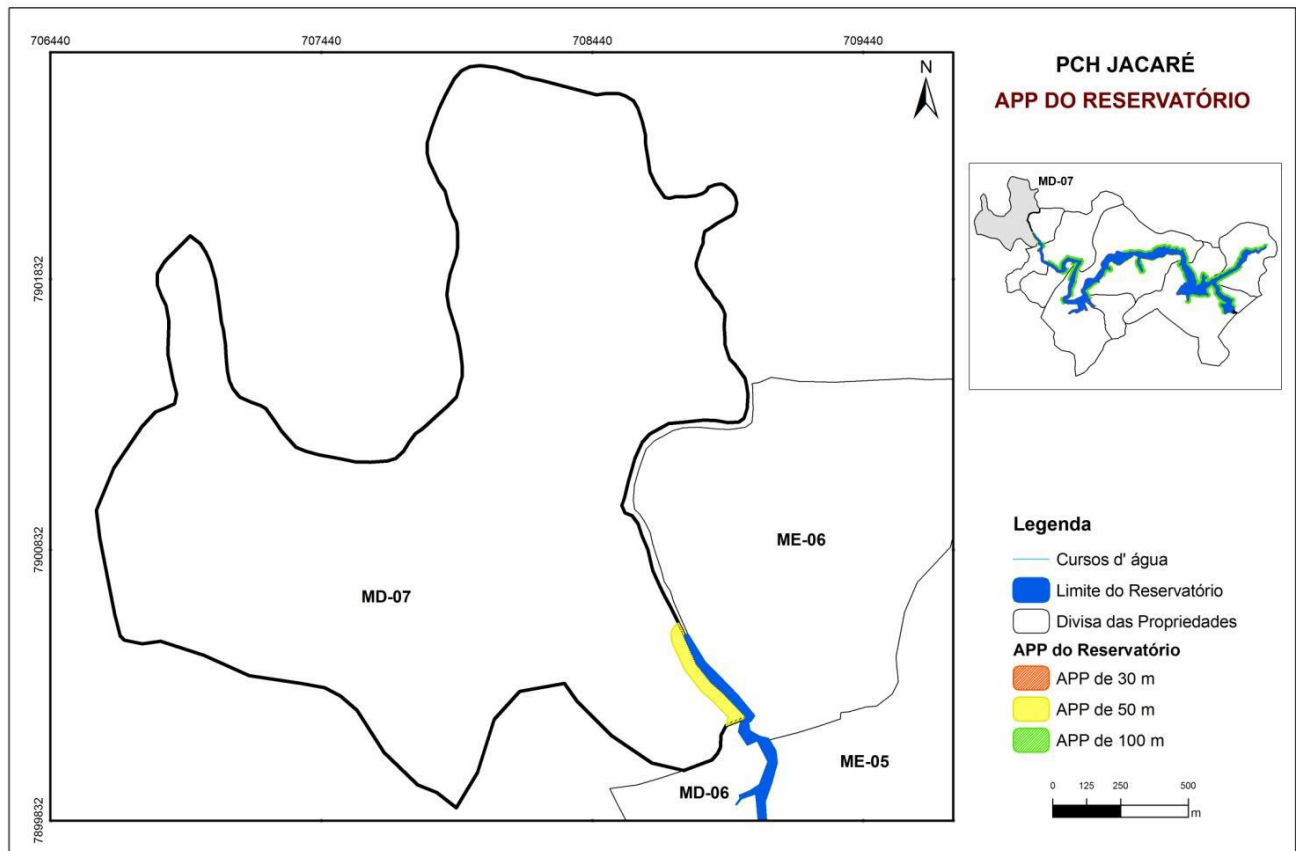 706440
707440
708440
709440
7901832
7900832
7899832
N
MD-07
ME-06
ME-05
MD-06
PCH JACARÉ
APP DO RESERVATÓRIO
MD-07
Legenda
Cursos d' água
Limite do Reservatório
Divisa das Propriedades
APP do Reservatório
APP de 30 m
APP de 50 m
APP de 100 m
0 125 250 500
m